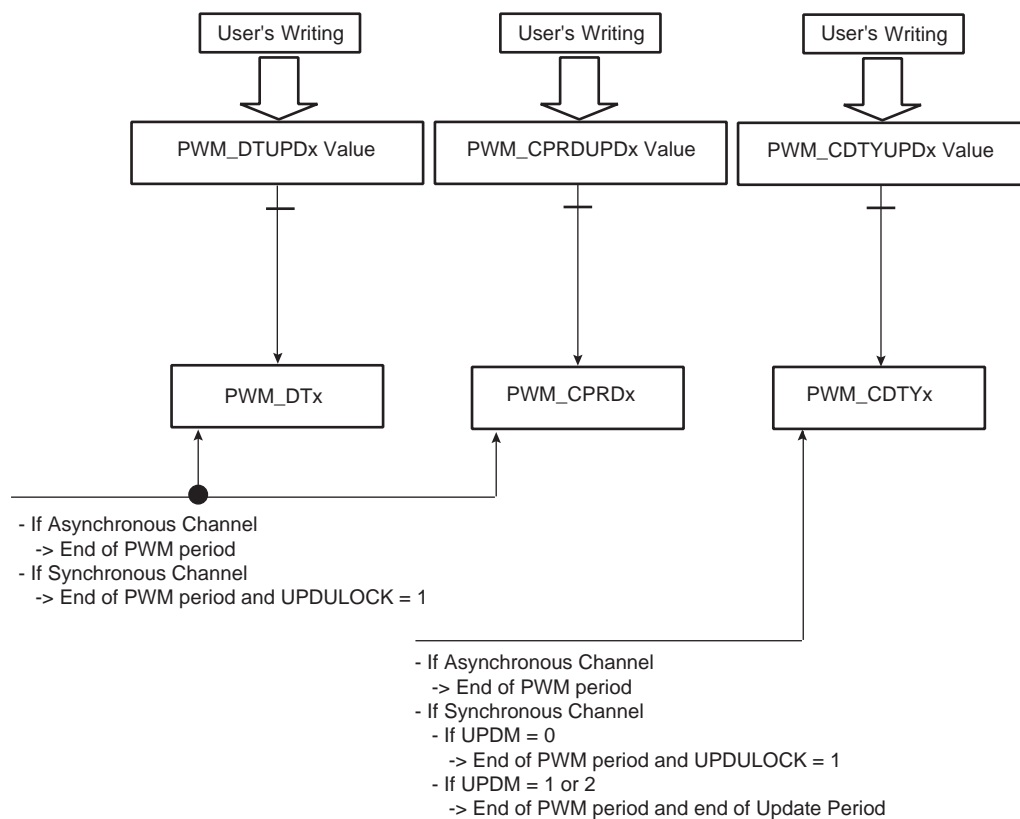 User's Writing
User's Writing
User's Writing
PWM_DTUPDx Value
PWM_CPRDUPDx Value
PWM_CDTYUPDx Value
PWM_DTx
PWM_CPRDx
PWM_CDTYx
- If Asynchronous Channel
-> End of PWM period
- If Synchronous Channel
-> End of PWM period and UPDULOCK = 1
- If Asynchronous Channel
-> End of PWM period
- If Synchronous Channel
- If UPDM = 0
-> End of PWM period and UPDULOCK = 1
- If UPDM = 1 or 2
-> End of PWM period and end of Update Period